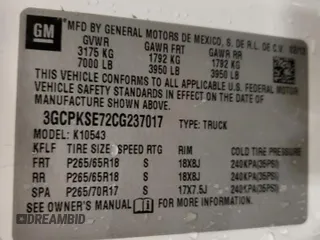 GM
MFD BY GENERAL MOTORS DE MEXICO, S. DE R.L. DE C.V.
GVWR GAWR FRT GAWR RR
3175 KG 1792 KG 1792 KG
7000 LB 3950 LB 3950 LB
THIS VEHICLE CONFORMS TO ALL APPLICABLE U.S. FEDERAL MOTOR
VEHICLE SAFETY STANDARDS IN EFFECT ON THE DATE OF
MANUFACTURE SHOWN ABOVE.
3GCPKSE72CG237017 TYPE: TRUCK
MODEL: K10543
KFLF TIRE SIZE SPEED RTG RIM COLD TIRE PRESSURE
FRT P265/65R18 S 18X8J 240KPA(35PSI)
RR P265/65R18 S 18X8J 240KPA(35PSI)
SPA P265/70R17 S 17X7.5J 240KPA(35PSI)
SEE OWNER'S MANUAL FOR ADDITIONAL INFORMATION.
DREAMBID